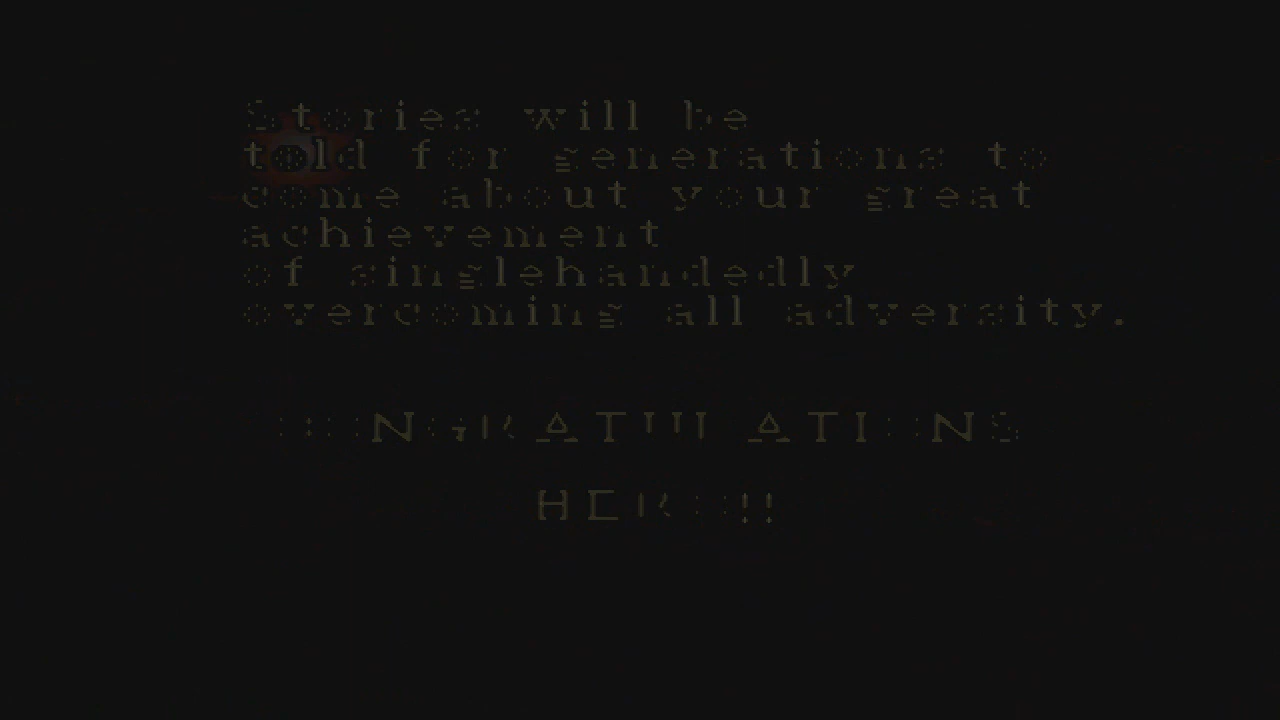 Stories will be
told for generations to
come about your great
achievement
of singlehandedly
overcoming all adversity.
CONGRATULATIONS
HERO!!